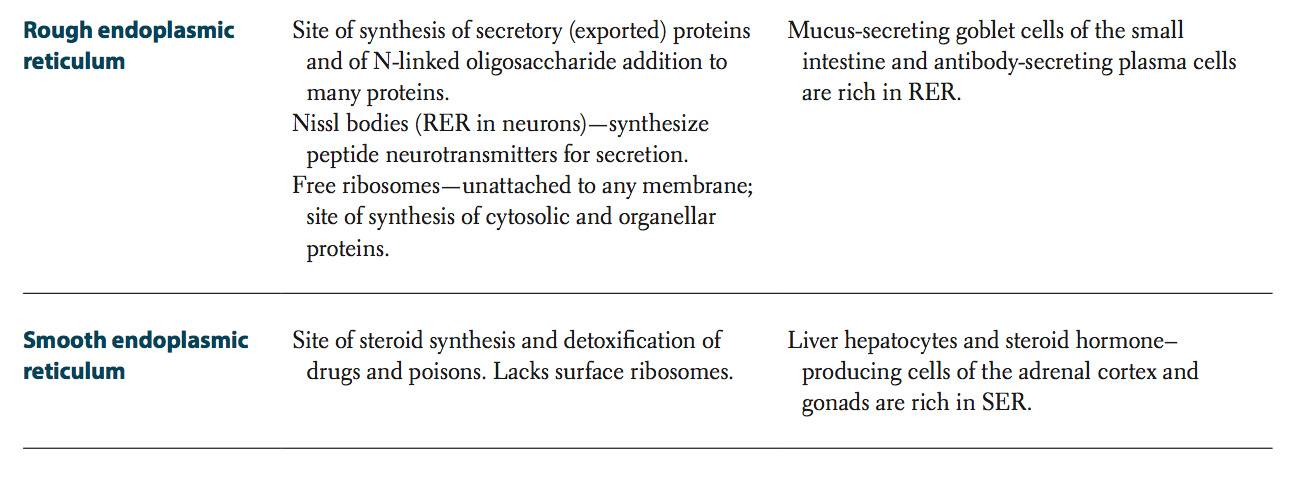 Rough endoplasmic
reticulum
Site of synthesis of secretory (exported) proteins
and of N-linked oligosaccharide addition to
many proteins.
Nissl bodies (RER in neurons)—synthesize
peptide neurotransmitters for secretion.
Free ribosomes—unattached to any membrane;
site of synthesis of cytosolic and organellar
proteins.
Mucus-secreting goblet cells of the small
intestine and antibody-secreting plasma cells
are rich in RER.
Smooth endoplasmic
reticulum
Site of steroid synthesis and detoxification of
drugs and poisons. Lacks surface ribosomes.
Liver hepatocytes and steroid hormone–
producing cells of the adrenal cortex and
gonads are rich in SER.